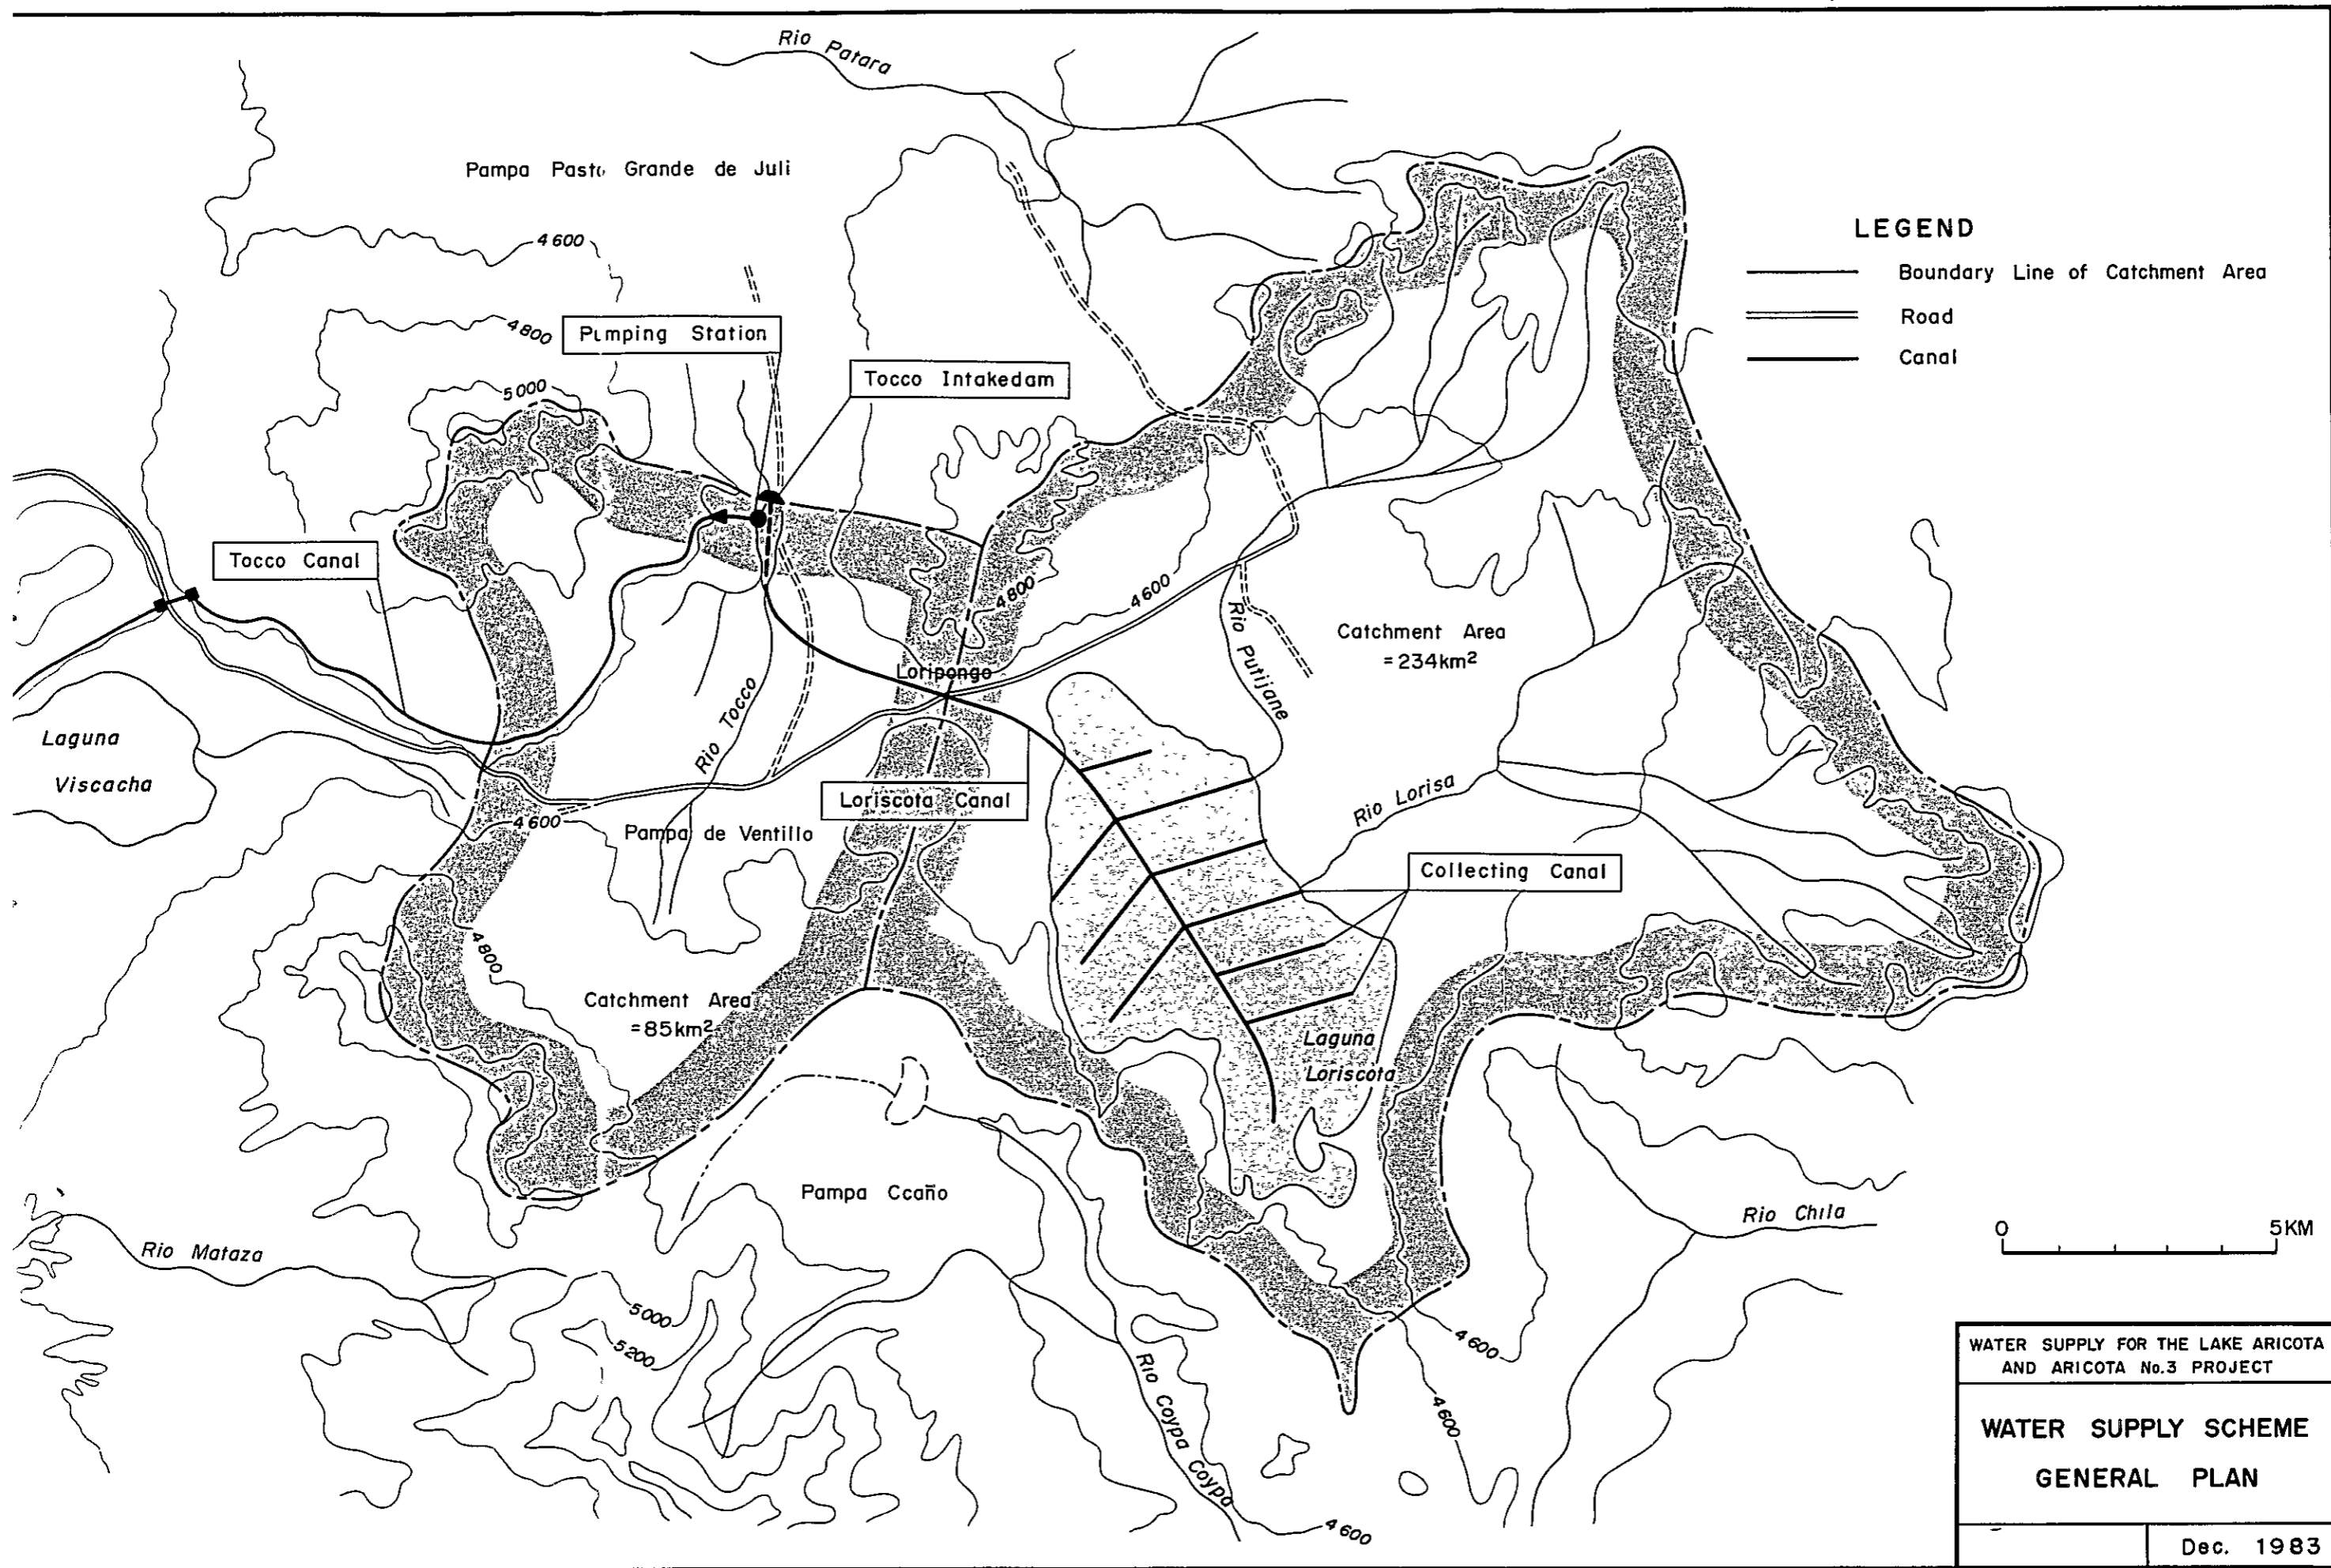 Rio Patara
Pampa Pasto Grande de Juli
4600
4800
5000
Pumping Station
Tocco Intakedam
LEGEND
Boundary Line of Catchment Area
Road
Canal
Tocco Canal
4800
4600
Rio Putijane
Catchment Area
=234km²
Loripongo
Rio Tocco
Laguna
Viscacha
Loriscota Canal
Rio Lorisa
4600
Pampa de Ventillo
Collecting Canal
4800
Catchment Area
=85km²
Laguna
Loriscota
Pampa Ccaño
Rio Chila
Rio Mataza
0 5KM
5000
5200
4600
4600
Rio Coypa Coypa
4600
WATER SUPPLY FOR THE LAKE ARICOTA
AND ARICOTA No.3 PROJECT
WATER SUPPLY SCHEME
GENERAL PLAN
Dec. 1983